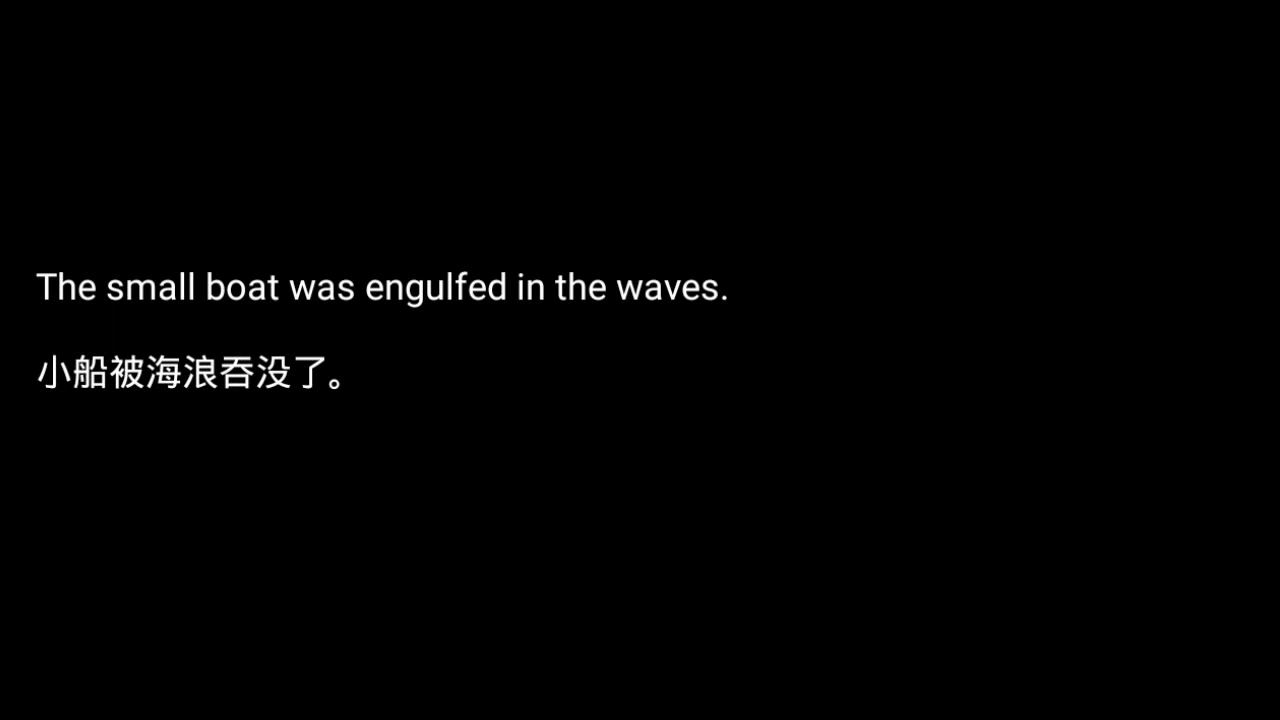 The small boat was engulfed in the waves.
小船被海浪吞没了。